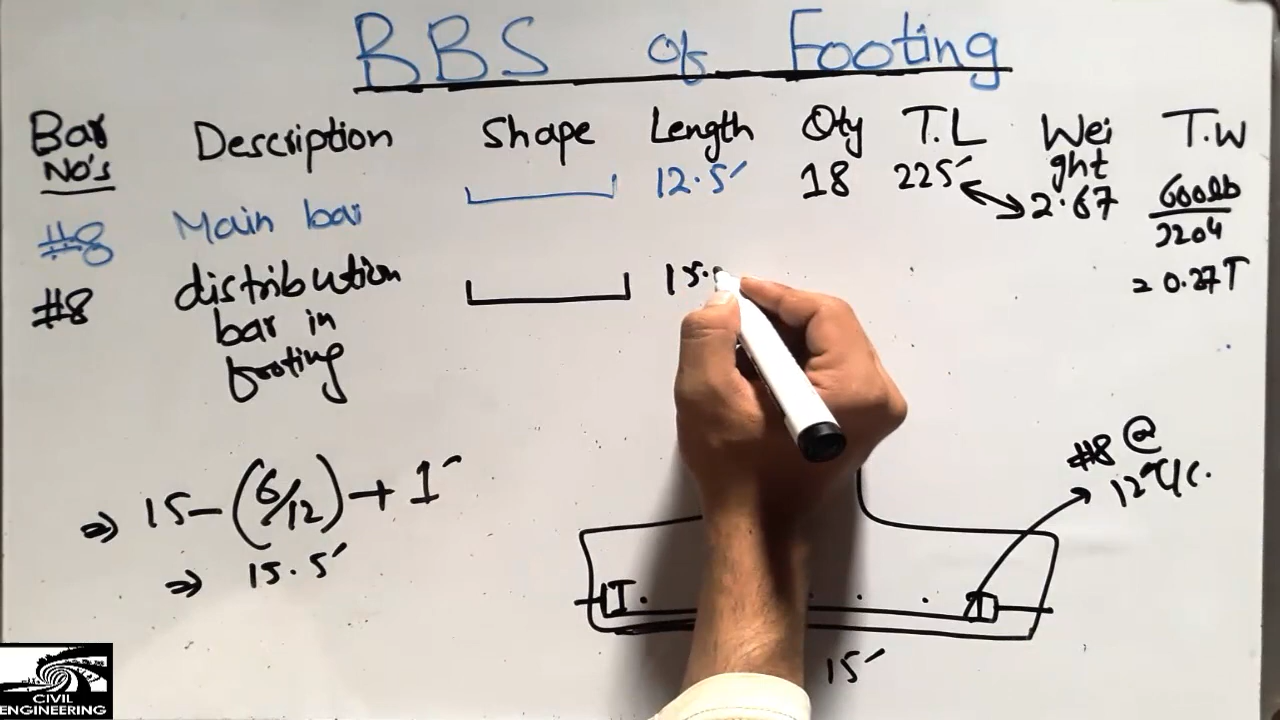 BBS of Footing
Bar No's Description Shape Length Qty T.L Wei ght T.W
#8 Main bar 12.5' 18 225' 2.67 600lb / 2204
= 0.27T
#8 distribution bar in footing 15.
⇒ 15 - (6/12) + 1'
⇒ 15.5'
#8 @
12" c/c.
15'
CIVIL
ENGINEERING